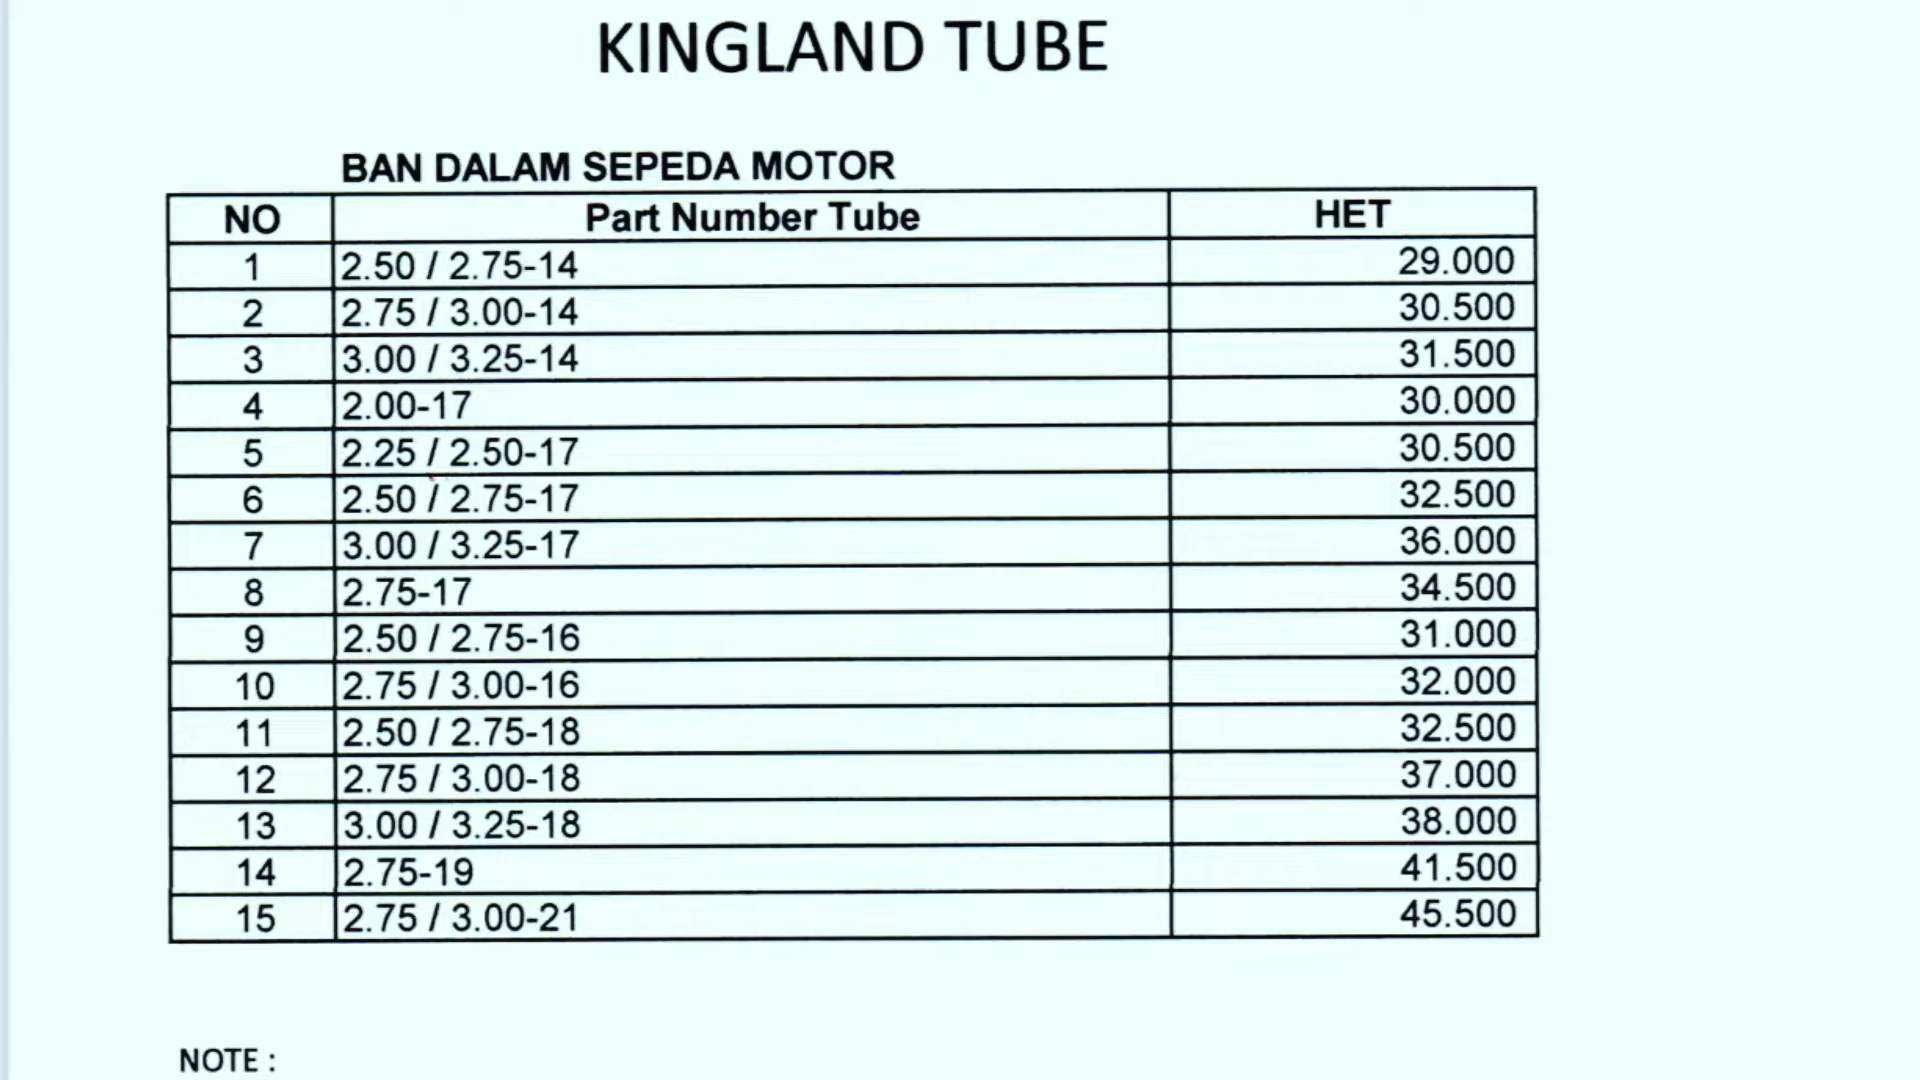 KINGLAND TUBE
BAN DALAM SEPEDA MOTOR
NO Part Number Tube HET
1 2.50 / 2.75-14 29.000
2 2.75 / 3.00-14 30.500
3 3.00 / 3.25-14 31.500
4 2.00-17 30.000
5 2.25 / 2.50-17 30.500
6 2.50 / 2.75-17 32.500
7 3.00 / 3.25-17 36.000
8 2.75-17 34.500
9 2.50 / 2.75-16 31.000
10 2.75 / 3.00-16 32.000
11 2.50 / 2.75-18 32.500
12 2.75 / 3.00-18 37.000
13 3.00 / 3.25-18 38.000
14 2.75-19 41.500
15 2.75 / 3.00-21 45.500
NOTE :